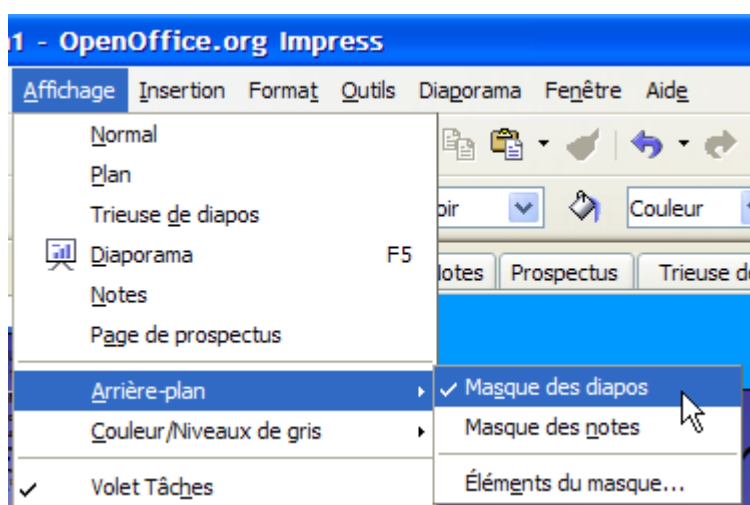 1 - OpenOffice.org Impress
Affichage Insertion Format Outils Diaporama Fenêtre Aide
Normal
Plan
Trieuse de diapos
oir Couleur
Diaporama F5
otes Prospectus Trieuse d
Notes
Page de prospectus
Arrière-plan
Masque des diapos
Couleur/Niveaux de gris
Masque des notes
Volet Tâches
Éléments du masque...